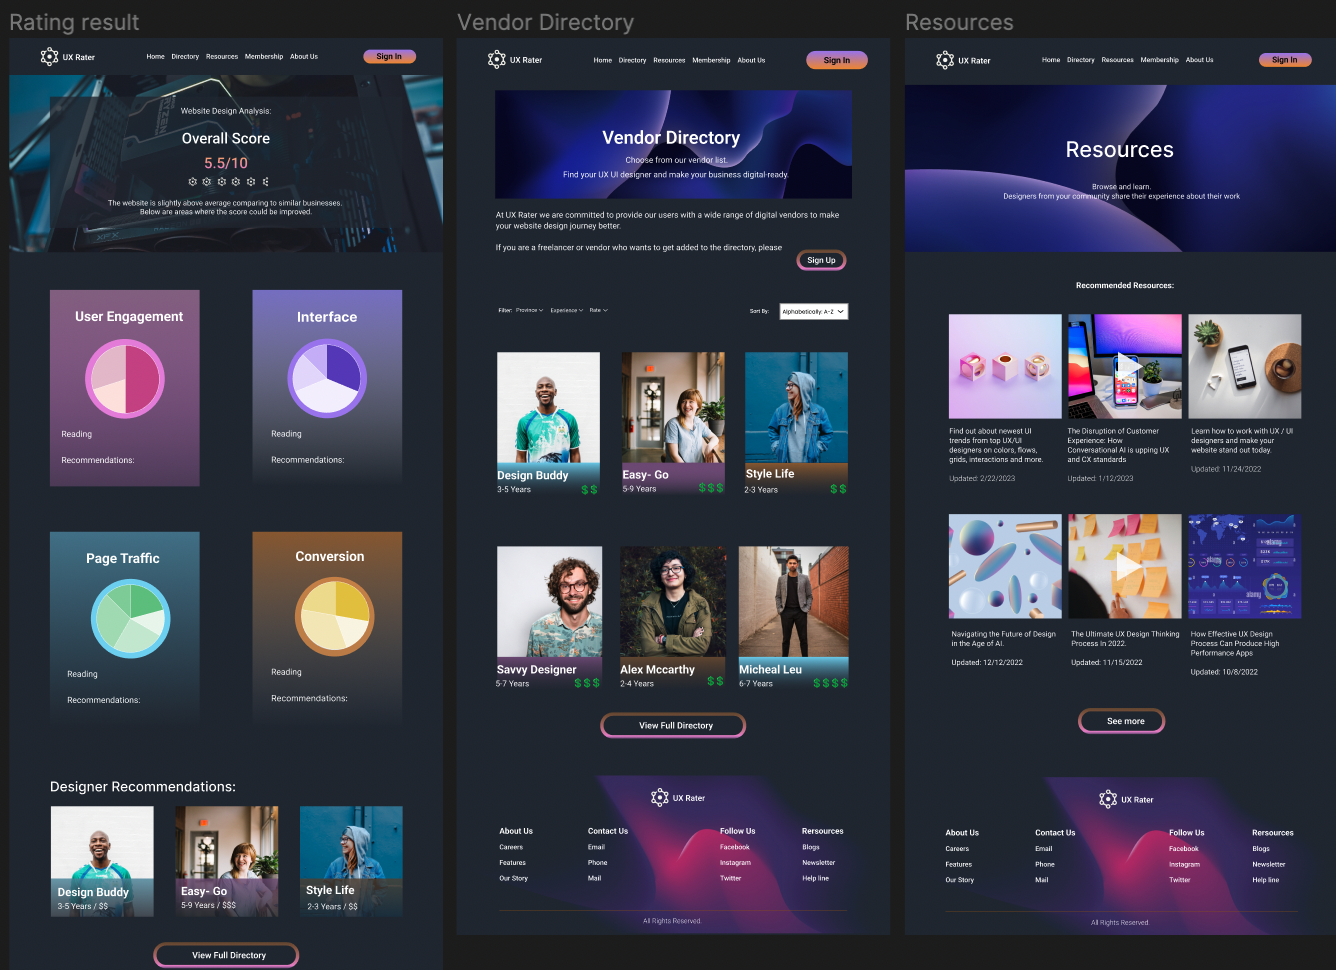 Rating result
UX Rater
Home Directory Resources Membership About Us
Sign In
Website Design Analysis:
Overall Score
5.5/10
The website is slightly above average comparing to similar businesses.
Below are areas where the score could be improved.
User Engagement
Reading
Recommendations:
Interface
Reading
Recommendations:
Page Traffic
Reading
Recommendations:
Conversion
Reading
Recommendations:
Designer Recommendations:
Design Buddy
3-5 Years / $$
Easy- Go
5-9 Years / $$$
Style Life
2-3 Years / $$
View Full Directory
Vendor Directory
UX Rater
Home Directory Resources Membership About Us
Sign In
Vendor Directory
Choose from our vendor list.
Find your UX UI designer and make your business digital-ready.
At UX Rater we are committed to provide our users with a wide range of digital vendors to make
your website design journey better.
If you are a freelancer or vendor who wants to get added to the directory, please
Sign Up
Filter: Province Experience Rate
Sort By: Alphabetically: A-Z
Design Buddy
3-5 Years $$
Easy- Go
5-9 Years $$$
Style Life
2-3 Years $$
Savvy Designer
5-7 Years $$$
Alex Mccarthy
2-4 Years $$
Micheal Leu
6-7 Years $$$$
View Full Directory
UX Rater
About Us
Careers
Features
Our Story
Contact Us
Email
Phone
Mail
Follow Us
Facebook
Instagram
Twitter
Rersources
Blogs
Newsletter
Help line
All Rights Reserved.
Resources
UX Rater
Home Directory Resources Membership About Us
Sign In
Resources
Browse and learn.
Designers from your community share their experience about their work
Recommended Resources:
Find out about newest UI
trends from top UX/UI
designers on colors, flows,
grids, interactions and more.
Updated: 2/22/2023
The Disruption of Customer
Experience: How
Conversational AI is upping UX
and CX standards
Updated: 1/12/2023
Learn how to work with UX / UI
designers and make your
website stand out today.
Updated: 11/24/2022
Navigating the Future of Design
in the Age of AI.
Updated: 12/12/2022
The Ultimate UX Design Thinking
Process In 2022.
Updated: 11/15/2022
alamy
alamy
How Effective UX Design
Process Can Produce High
Performance Apps
Updated: 10/8/2022
See more
UX Rater
About Us
Careers
Features
Our Story
Contact Us
Email
Phone
Mail
Follow Us
Facebook
Instagram
Twitter
Rersources
Blogs
Newsletter
Help line
All Rights Reserved.